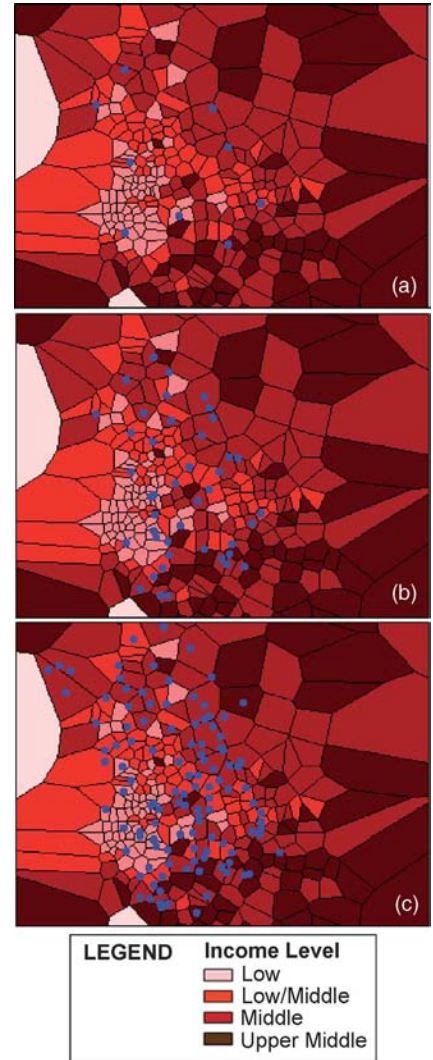 (a)
(b)
(c)
LEGEND Income Level
Low
Low/Middle
Middle
Upper Middle